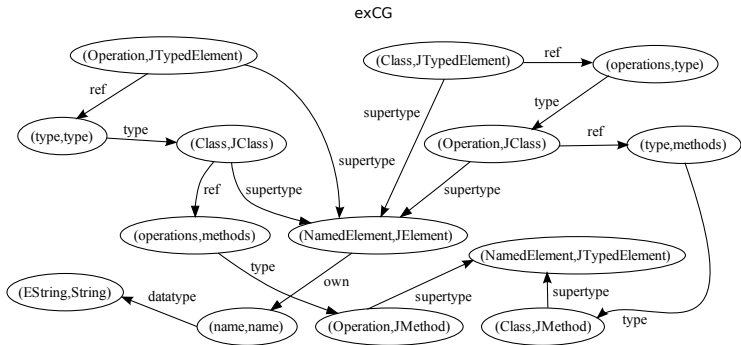 exCG
(Operation,JTypedElement)
(Class,JTypedElement)
ref
(operations,type)
ref
supertype
type
(type,type)
type
(Class,JClass)
supertype
(Operation,JClass)
ref
(type,methods)
ref
supertype
supertype
(operations,methods)
(NamedElement,JElement)
(NamedElement,JTypedElement)
type
own
(EString,String)
datatype
supertype
supertype
type
(name,name)
(Operation,JMethod)
(Class,JMethod)